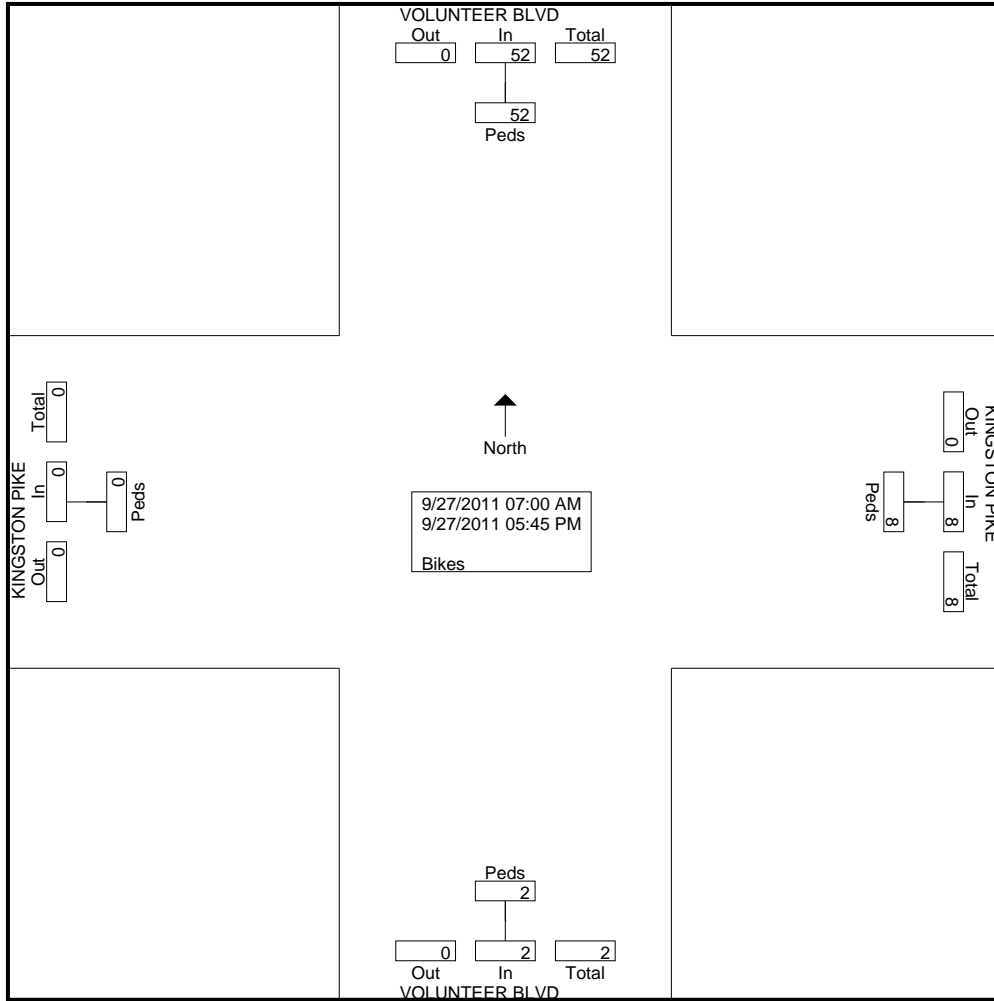 VOLUNTEER BLVD
Out In Total
0 52 52
52
Peds
KINGSTON PIKE
Total
0
In
0
Out
0
0
Peds
North
9/27/2011 07:00 AM
9/27/2011 05:45 PM
Bikes
KINGSTON PIKE
Out
0
In
8
Total
8
8
Peds
Peds
2
0 2 2
Out In Total
VOLUNTEER BLVD